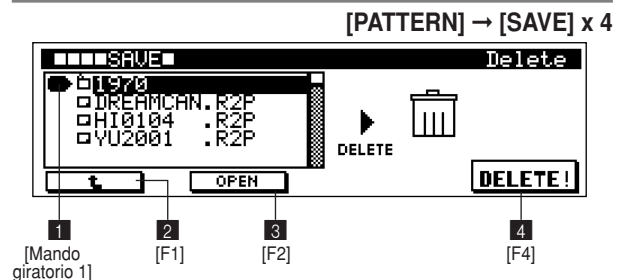 [PATTERN] → [SAVE] x 4
SAVE Delete
1970
DREAMCAN.R2P
HI0104 .R2P
YU2001 .R2P
DELETE
OPEN DELETE!
1 2 3 4
[Mando giratorio 1] [F1] [F2] [F4]